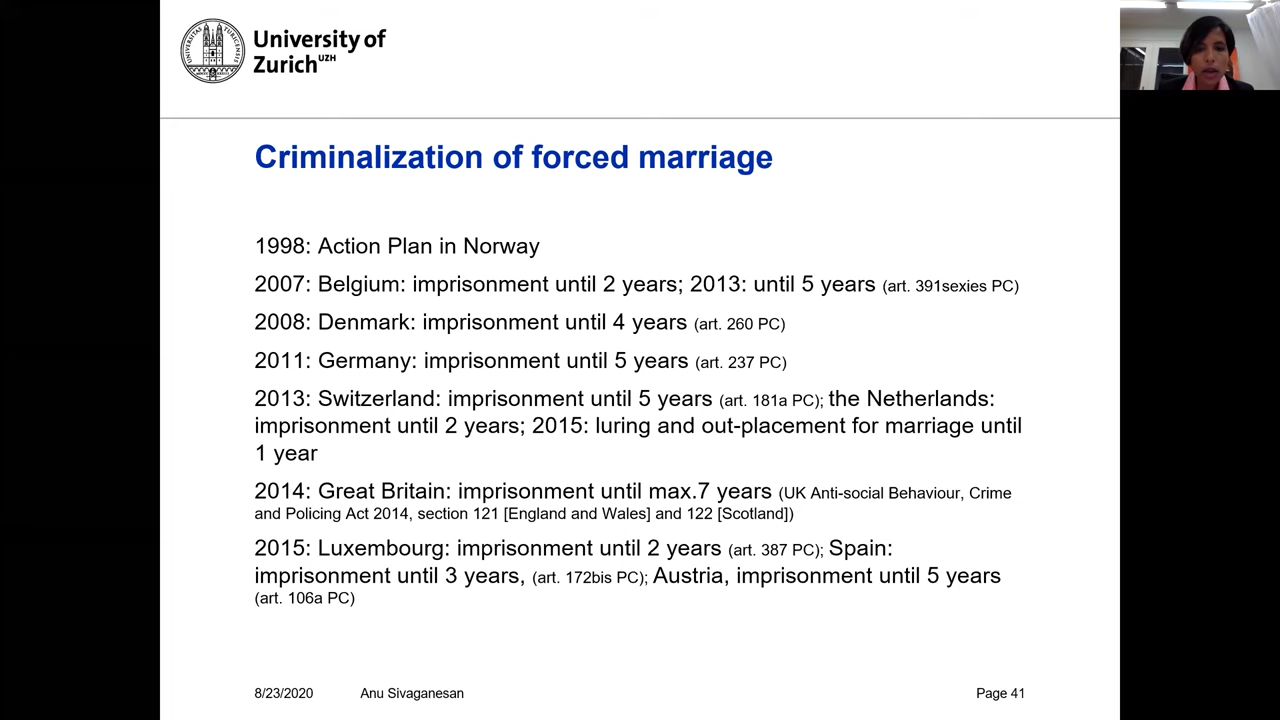 University of
Zurich UZH
Criminalization of forced marriage
1998: Action Plan in Norway
2007: Belgium: imprisonment until 2 years; 2013: until 5 years (art. 391sexies PC)
2008: Denmark: imprisonment until 4 years (art. 260 PC)
2011: Germany: imprisonment until 5 years (art. 237 PC)
2013: Switzerland: imprisonment until 5 years (art. 181a PC); the Netherlands:
imprisonment until 2 years; 2015: luring and out-placement for marriage until
1 year
2014: Great Britain: imprisonment until max.7 years (UK Anti-social Behaviour, Crime
and Policing Act 2014, section 121 [England and Wales] and 122 [Scotland])
2015: Luxembourg: imprisonment until 2 years (art. 387 PC); Spain:
imprisonment until 3 years, (art. 172bis PC); Austria, imprisonment until 5 years
(art. 106a PC)
8/23/2020 Anu Sivaganesan Page 41